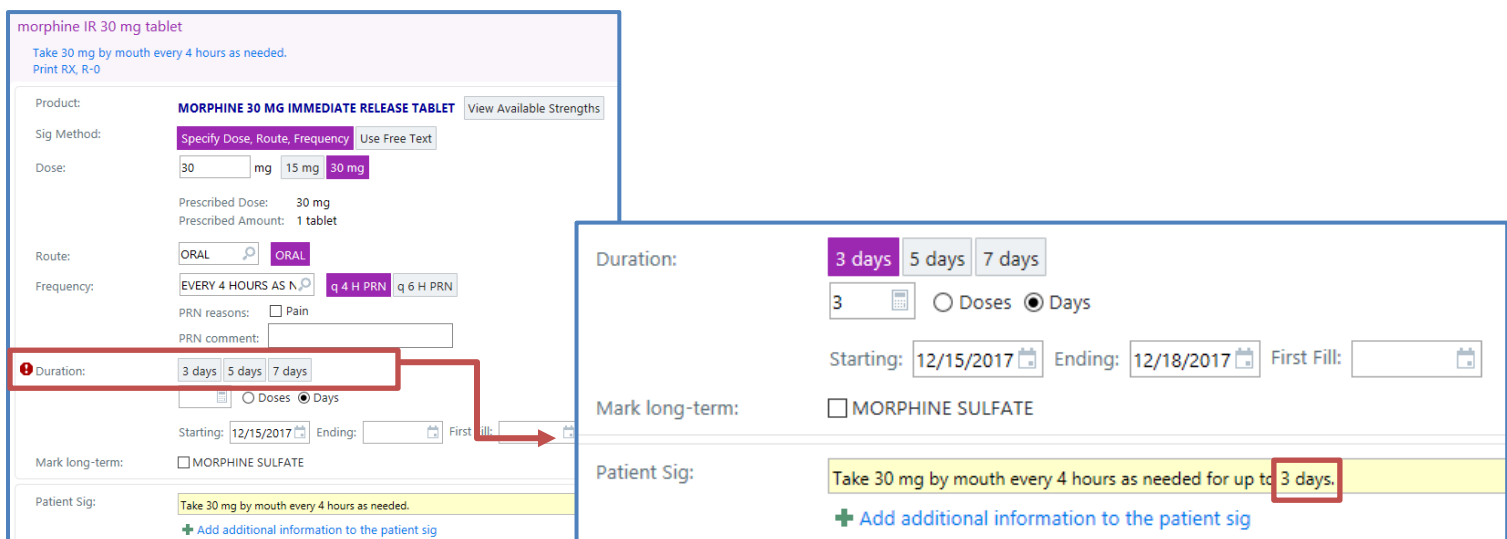 morphine IR 30 mg tablet
Take 30 mg by mouth every 4 hours as needed.
Print RX, R-0
Product: MORPHINE 30 MG IMMEDIATE RELEASE TABLET View Available Strengths
Sig Method: Specify Dose, Route, Frequency Use Free Text
Dose: 30 mg 15 mg 30 mg
Prescribed Dose: 30 mg
Prescribed Amount: 1 tablet
Route: ORAL ORAL
Frequency: EVERY 4 HOURS AS N q 4 H PRN q 6 H PRN
PRN reasons: Pain
PRN comment:
Duration: 3 days 5 days 7 days
Doses Days
Starting: 12/15/2017 Ending: First Fill:
Mark long-term: MORPHINE SULFATE
Patient Sig: Take 30 mg by mouth every 4 hours as needed.
Add additional information to the patient sig
Duration: 3 days 5 days 7 days
3 Doses Days
Starting: 12/15/2017 Ending: 12/18/2017 First Fill:
Mark long-term: MORPHINE SULFATE
Patient Sig: Take 30 mg by mouth every 4 hours as needed for up to 3 days.
Add additional information to the patient sig